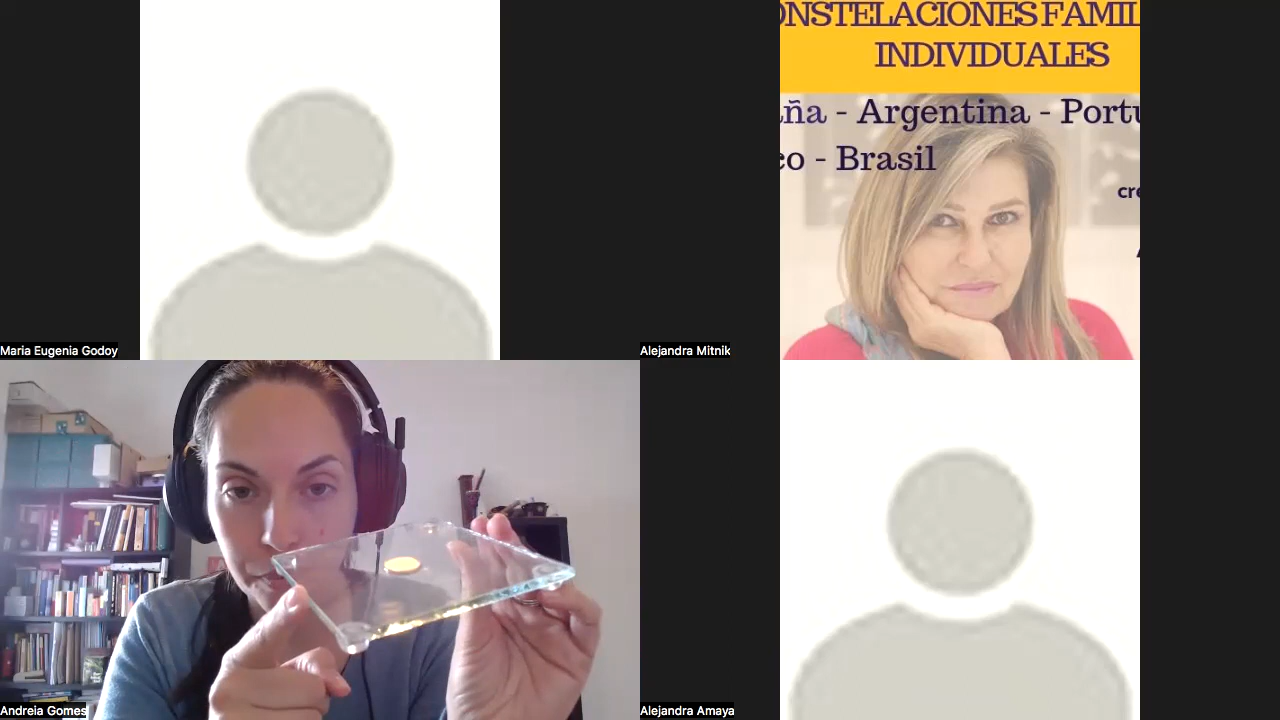 ONSTELACIONES FAMIL
INDIVIDUALES
ña - Argentina - Portu
co - Brasil
cre
Maria Eugenia Godoy
Alejandra Mitnik
Andreia Gomes
Alejandra Amaya